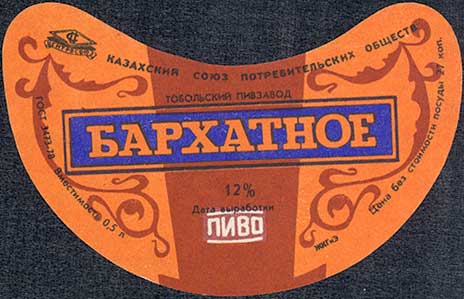 ЦЕНТРОСОЮЗ
КАЗАХСКИЙ СОЮЗ ПОТРЕБИТЕЛЬСКИХ ОБЩЕСТВ
ТОБОЛЬСКИЙ ПИВЗАВОД
БАРХАТНОЕ
12%
Дата выработки
ПИВО
ГОСТ 3473-78 Вместимость 0,5 л
Цена без стоимости посуды 27 коп.